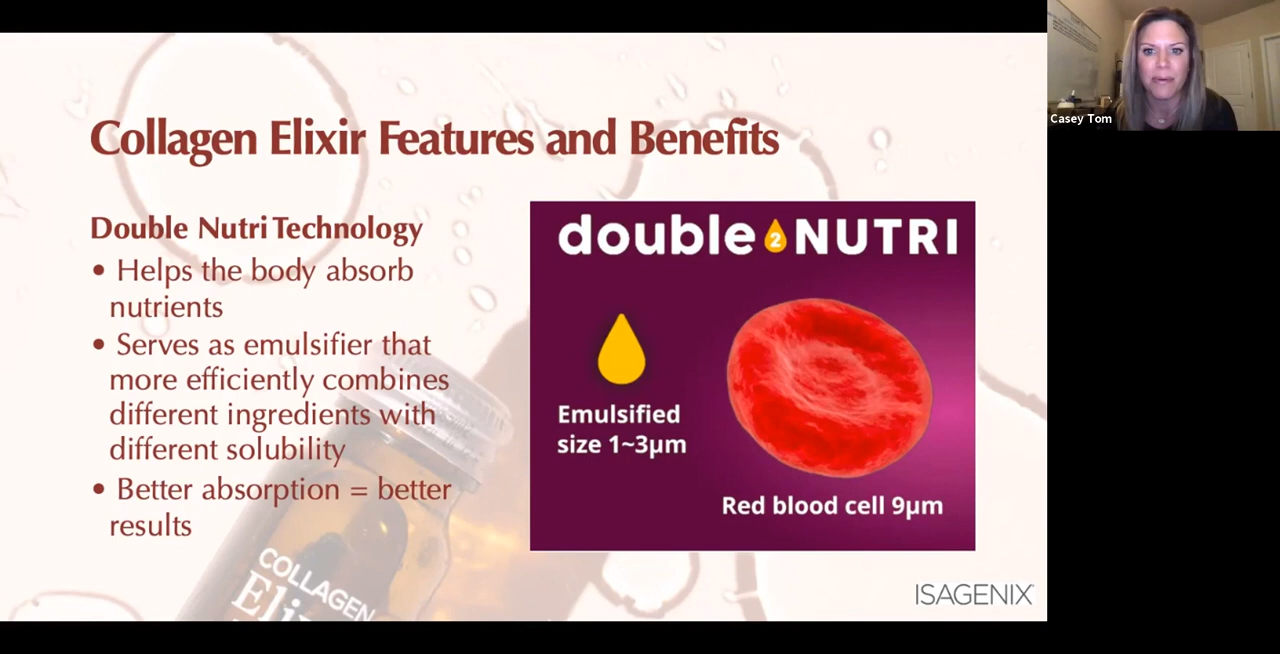 Collagen Elixir Features and Benefits
Double Nutri Technology
• Helps the body absorb
nutrients
• Serves as emulsifier that
more efficiently combines
different ingredients with
different solubility
• Better absorption = better
results
double 2 NUTRI
Emulsified
size 1~3µm
Red blood cell 9µm
COLLAGEN
ISAGENIX
Casey Tom